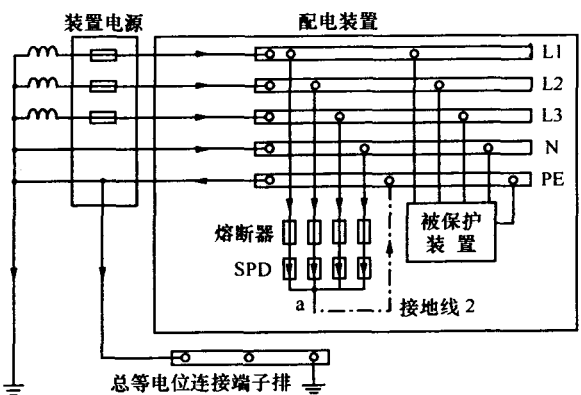 装置电源
配电装置
L1
L2
L3
N
PE
熔断器
SPD
被保护
装 置
a
接地线 2
总等电位连接端子排